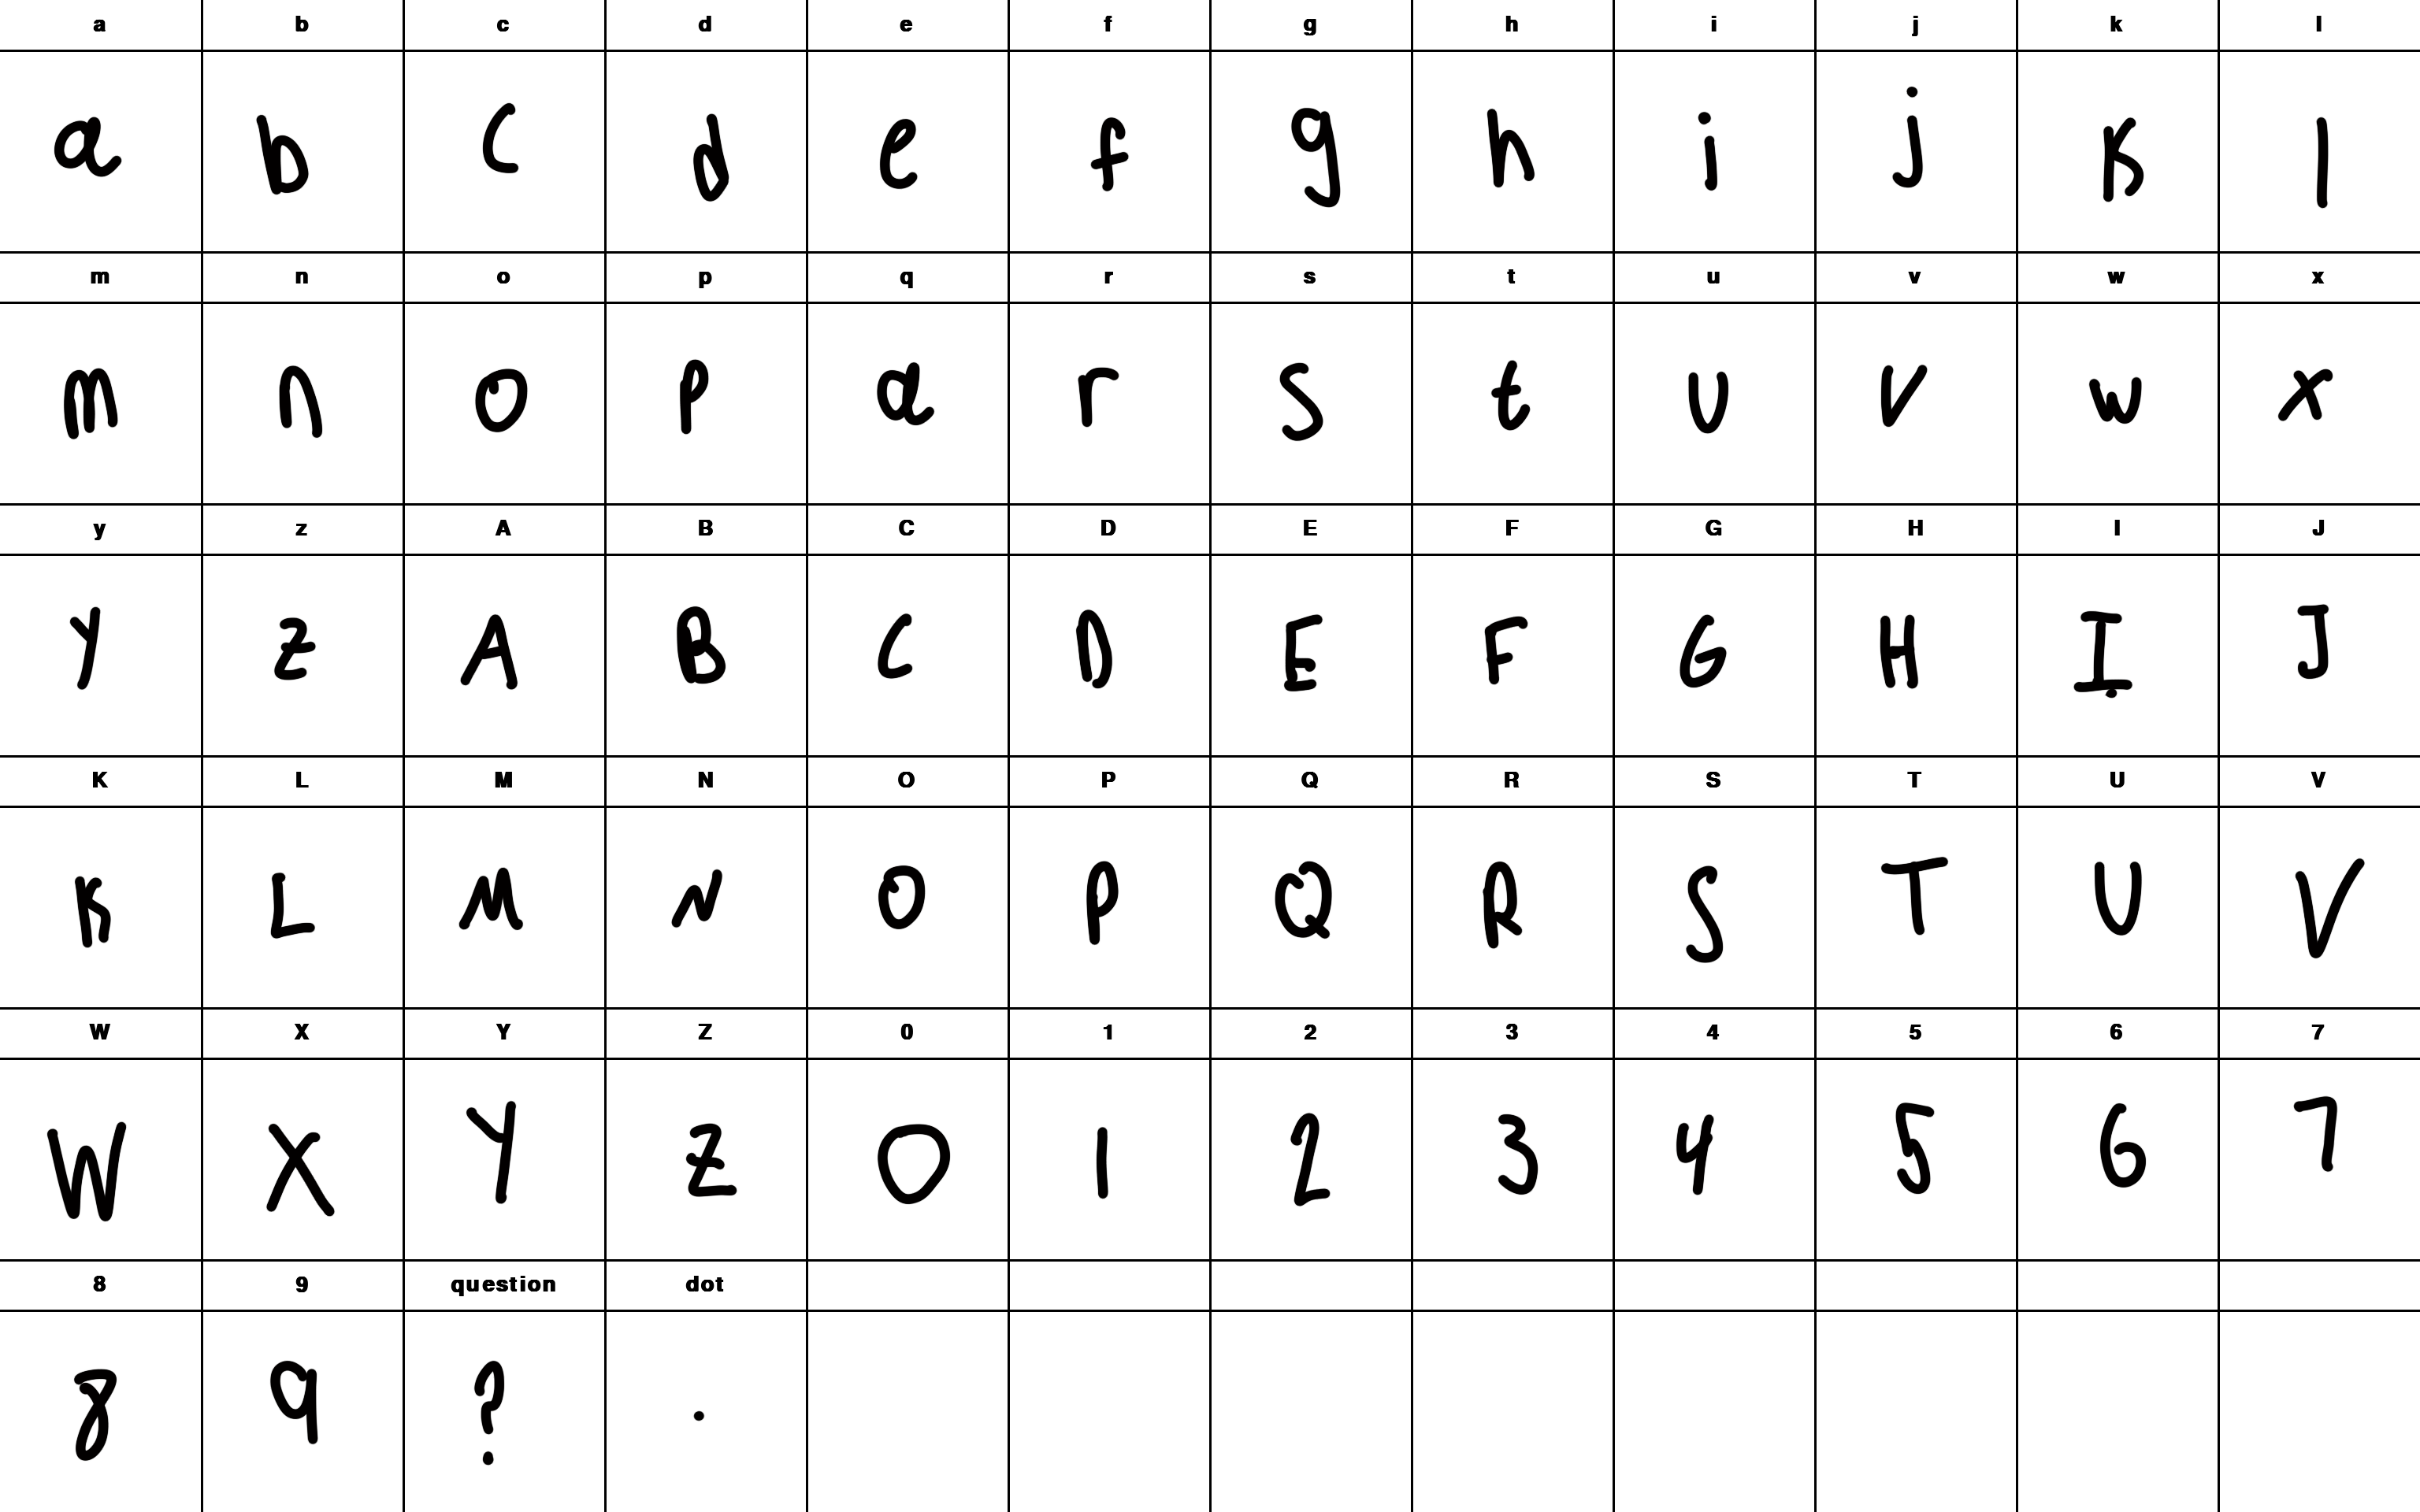 a b c d e f g h i j k l
a b c d e f g h i j k l
m n o p q r s t u v w x
m n o p a r s t u v w x
y z A B C D E F G H I J
y z A B C D E F G H I J
K L M N O P Q R S T U V
K L M N O P Q R S T U V
W X Y Z 0 1 2 3 4 5 6 7
W X Y Z 0 1 2 3 4 5 6 7
8 9 question dot
8 9 ? .